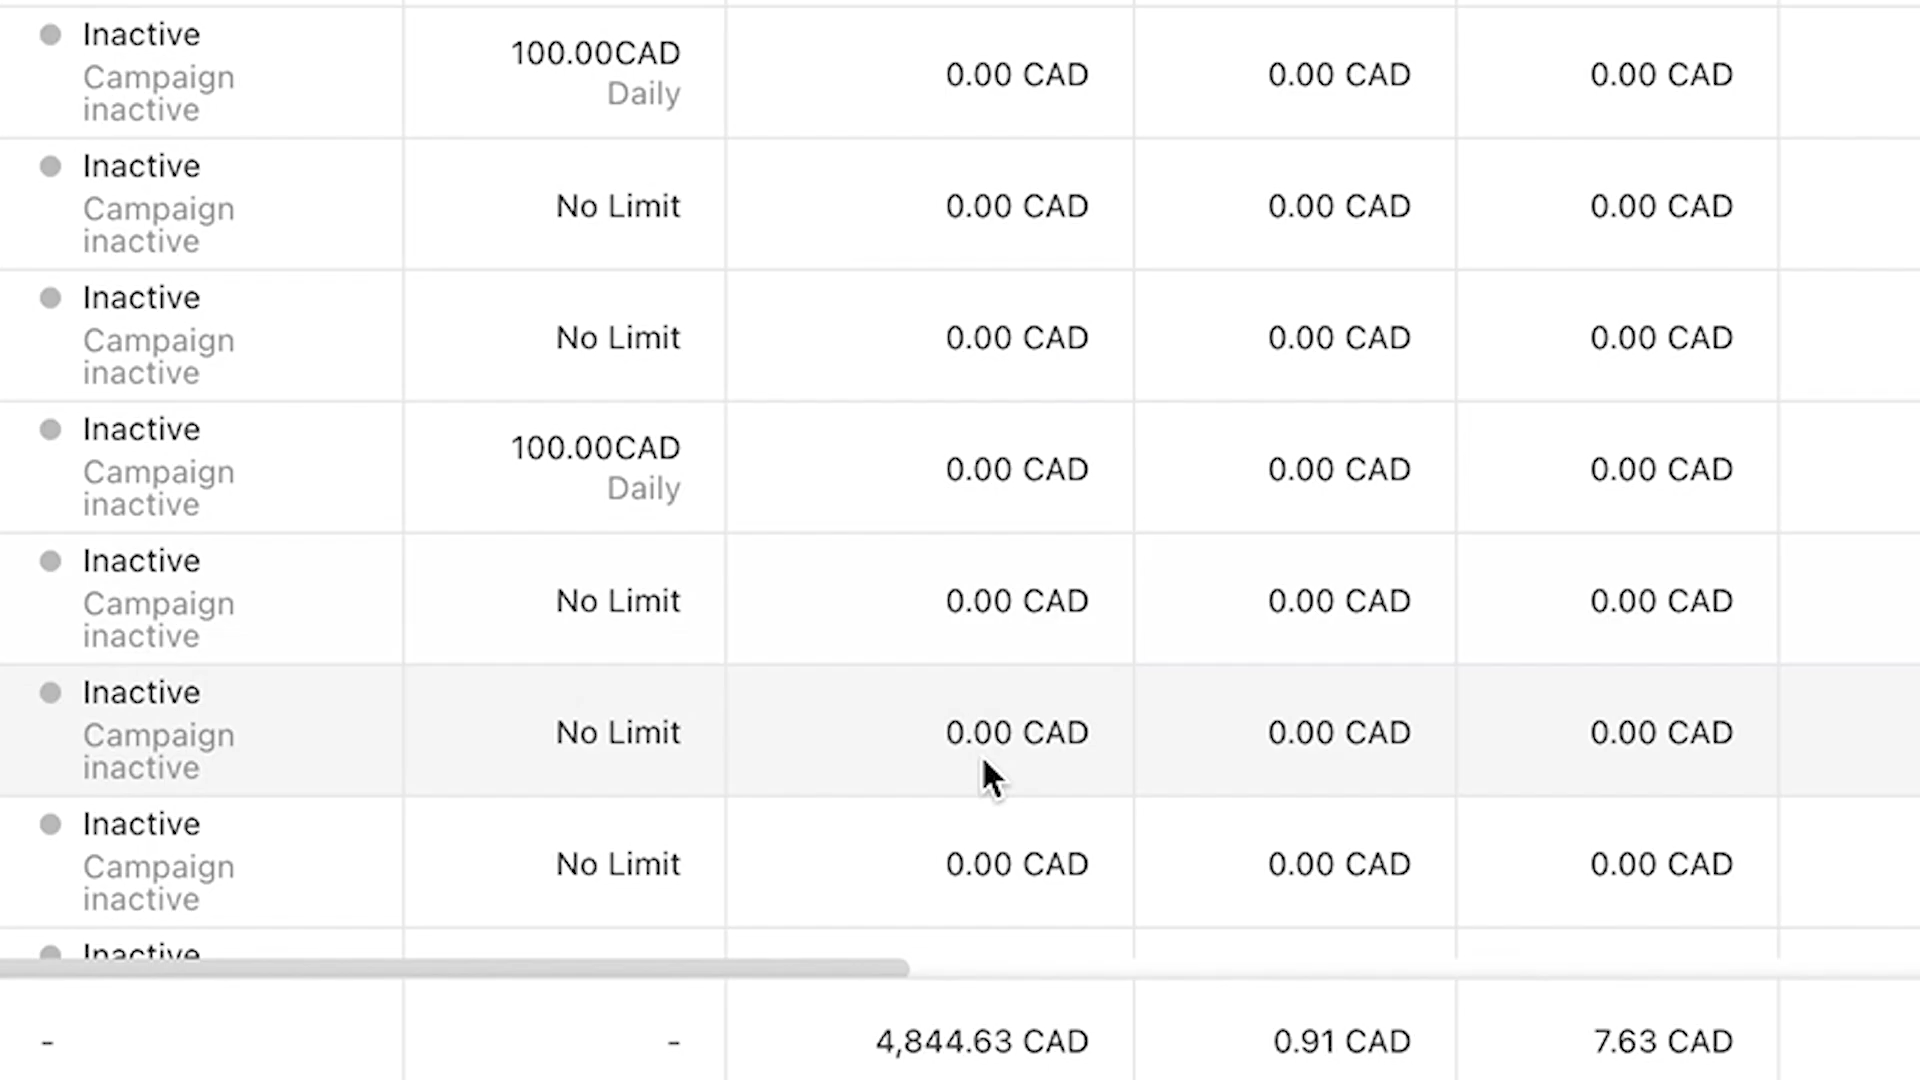 Inactive
Campaign
inactive
100.00CAD
Daily
0.00 CAD
0.00 CAD
0.00 CAD
Inactive
Campaign
inactive
No Limit
0.00 CAD
0.00 CAD
0.00 CAD
Inactive
Campaign
inactive
No Limit
0.00 CAD
0.00 CAD
0.00 CAD
Inactive
Campaign
inactive
100.00CAD
Daily
0.00 CAD
0.00 CAD
0.00 CAD
Inactive
Campaign
inactive
No Limit
0.00 CAD
0.00 CAD
0.00 CAD
Inactive
Campaign
inactive
No Limit
0.00 CAD
0.00 CAD
0.00 CAD
Inactive
Campaign
inactive
No Limit
0.00 CAD
0.00 CAD
0.00 CAD
Inactive
-
-
4,844.63 CAD
0.91 CAD
7.63 CAD